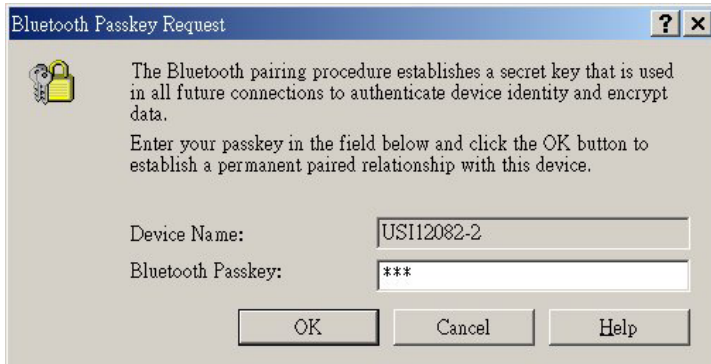 Bluetooth Passkey Request
The Bluetooth pairing procedure establishes a secret key that is used
in all future connections to authenticate device identity and encrypt
data.
Enter your passkey in the field below and click the OK button to
establish a permanent paired relationship with this device.
Device Name: USI12082-2
Bluetooth Passkey: ***
OK Cancel Help